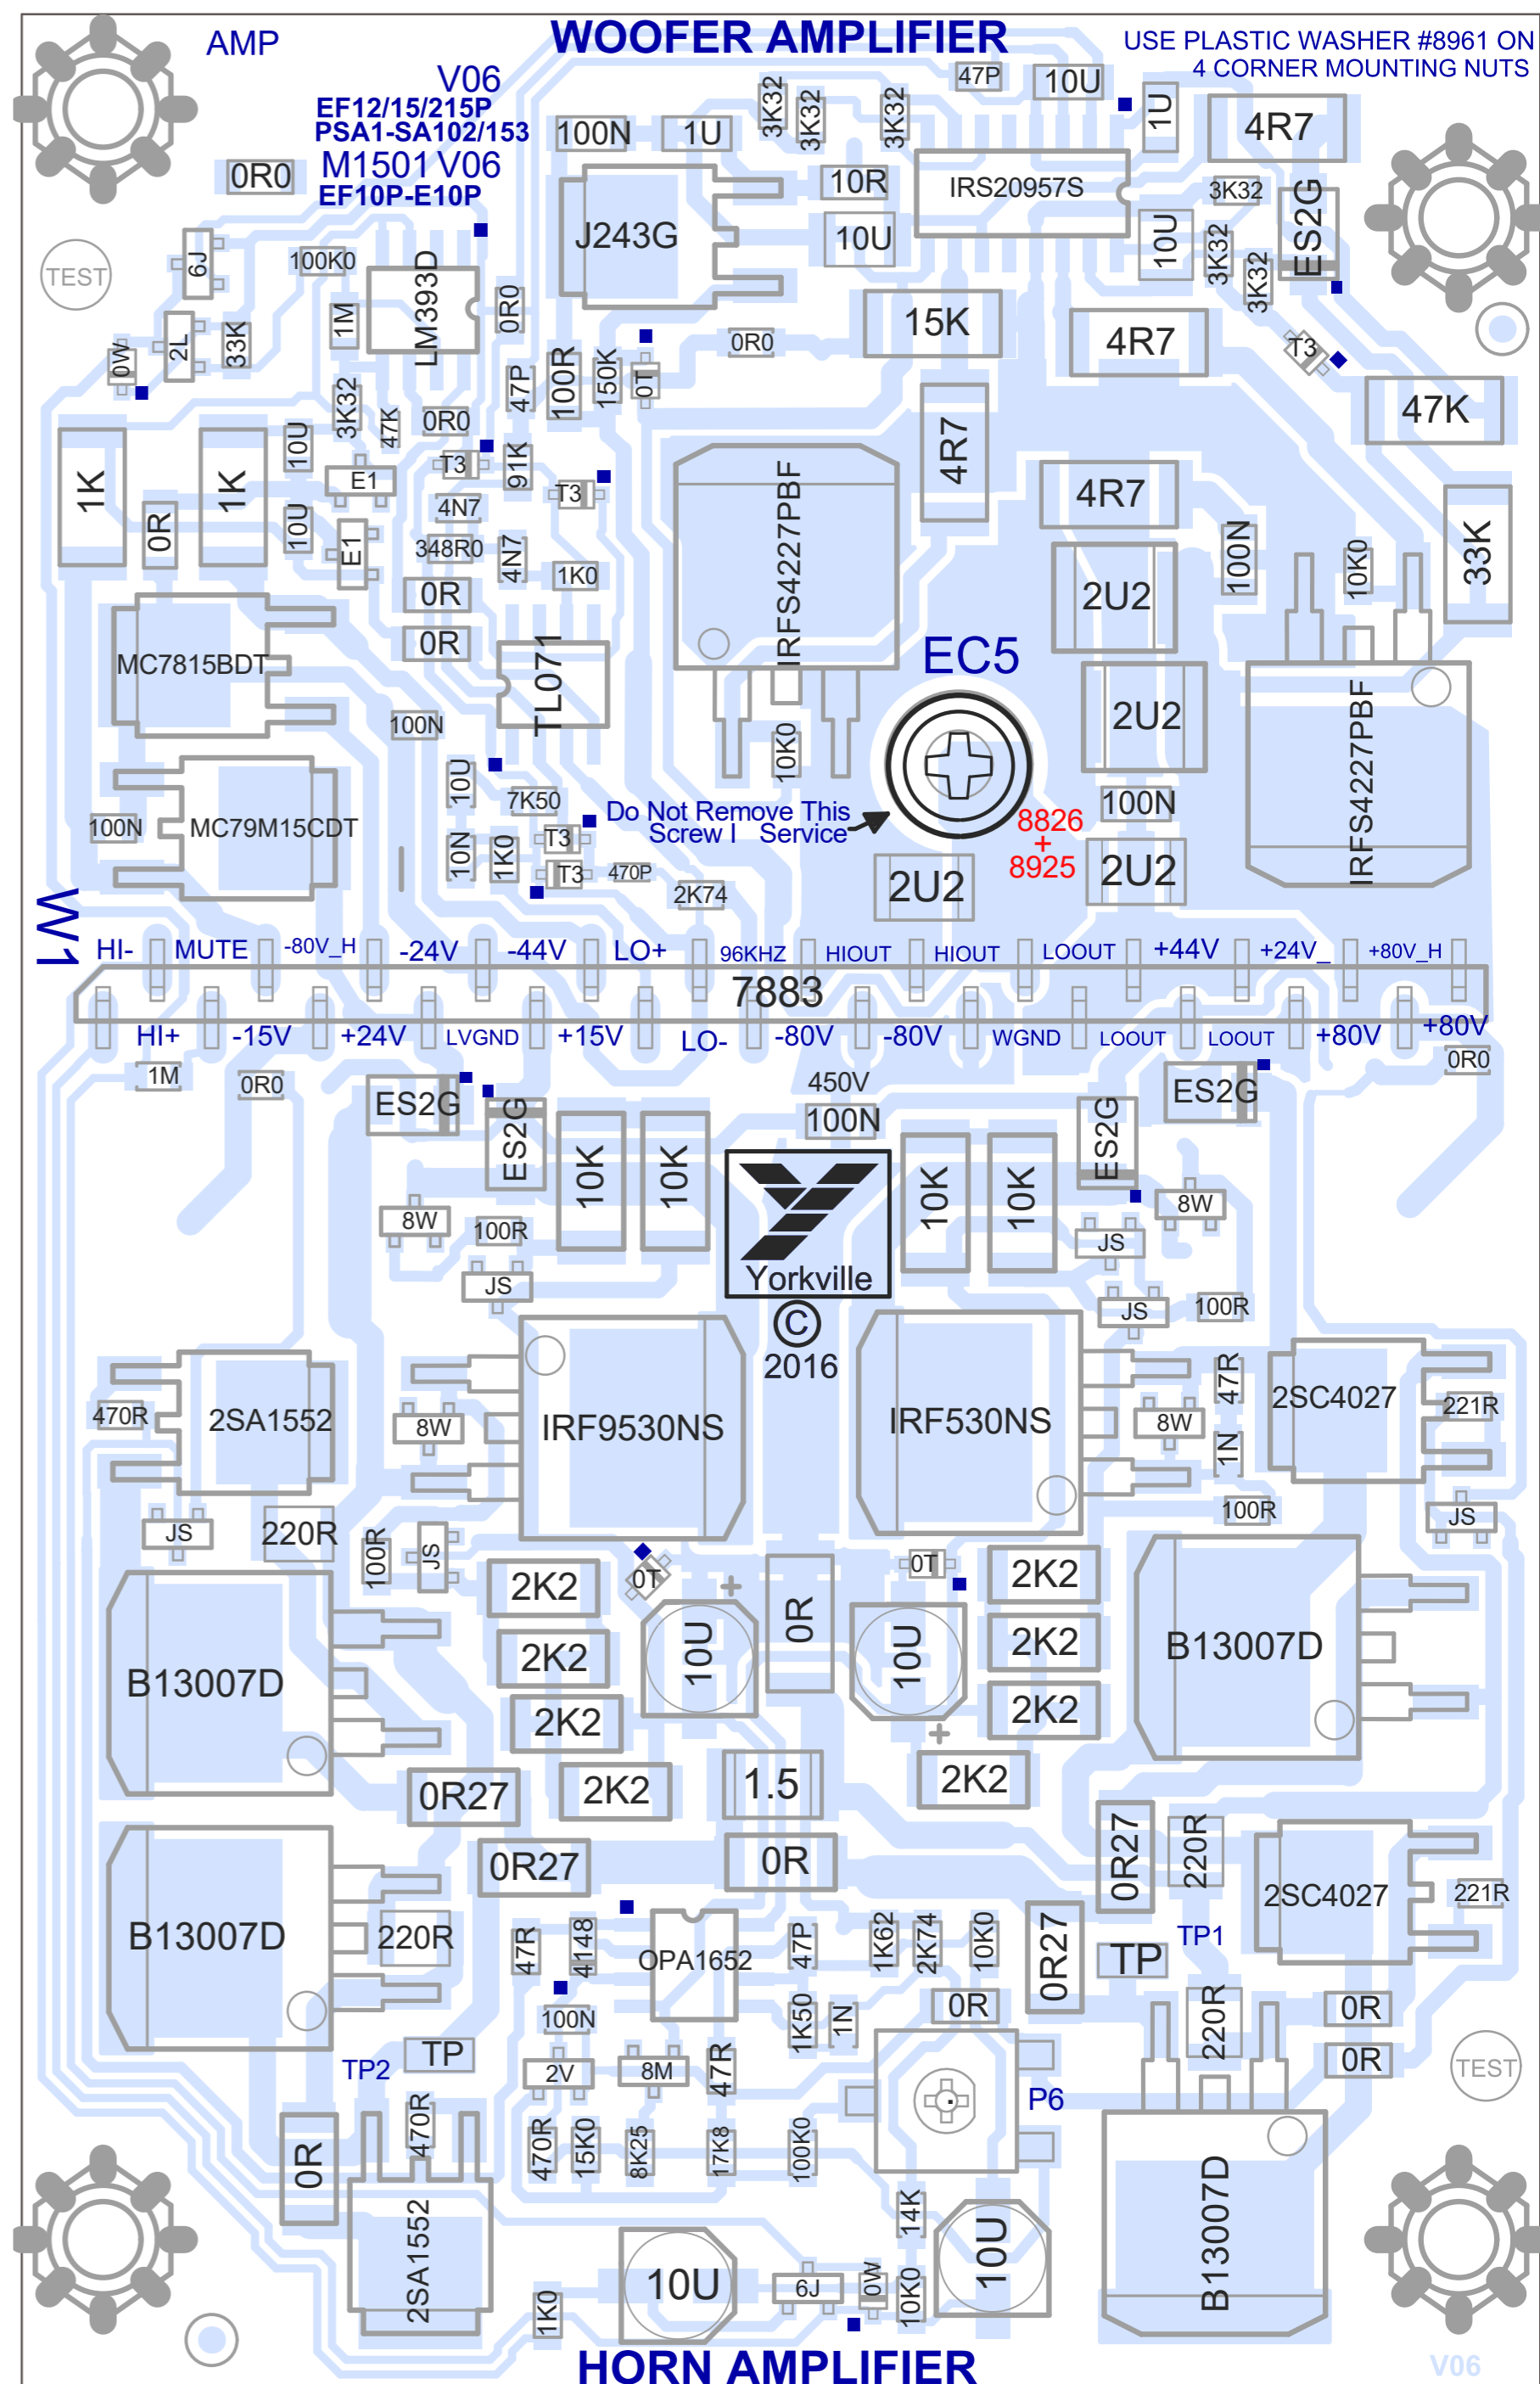 AMP
WOOFER AMPLIFIER
USE PLASTIC WASHER #8961 ON
4 CORNER MOUNTING NUTS
V06
EF12/15/215P
PSA1-SA102/153
M1501 V06
EF10P-E10P
47P
10U
3K32
3K32
3K32
1U
4R7
100N
1U
0R0
10R
IRS20957S
3K32
ES2G
J243G
10U
10U
3K32
3K32
TEST
6J
100K0
LM393D
0R0
1M
2L
33K
0W
15K
4R7
T3
0R0
47P
100R
150K
0T
47K
3K32
47K
0R0
4R7
1K
1K
10U
T3
91K
E1
T3
4R7
0R
10U
4N7
E1
348R0
4N7
1K0
IRFS4227PBF
100N
10K0
33K
0R
2U2
0R
MC7815BDT
TL071
EC5
2U2
IRFS4227PBF
100N
10K0
10U
7K50
100N
100N
MC79M15CDT
Do Not Remove This
Screw I Service
8826
+
8925
10N
1K0
T3
T3
470P
2K74
2U2
2U2
W1
HI-
MUTE
-80V_H
-24V
-44V
LO+
96KHZ
HIOUT
HIOUT
LOOUT
+44V
+24V_
+80V_H
7883
HI+
-15V
+24V
LVGND
+15V
LO-
-80V
-80V
WGND
LOOUT
LOOUT
+80V
+80V
1M
0R0
450V
0R0
ES2G
ES2G
10K
10K
100N
10K
10K
ES2G
ES2G
8W
100R
8W
JS
JS
Yorkville
JS
100R
©
2016
470R
2SA1552
8W
IRF9530NS
IRF530NS
8W
47R
1N
2SC4027
221R
100R
JS
220R
100R
JS
JS
0T
0T
2K2
2K2
10U
0R
10U
2K2
2K2
B13007D
B13007D
2K2
2K2
0R27
2K2
1.5
2K2
0R27
0R
0R27
220R
2SC4027
221R
B13007D
220R
47R
4148
OPA1652
47P
1K62
2K74
10K0
0R27
TP
TP1
100N
1K50
1N
0R
220R
0R
TP
TP2
2V
8M
47R
P6
0R
TEST
470R
0R
470R
15K0
8K25
17K8
100K0
2SA1552
14K
10U
B13007D
10U
6J
0W
10K0
1K0
HORN AMPLIFIER
V06